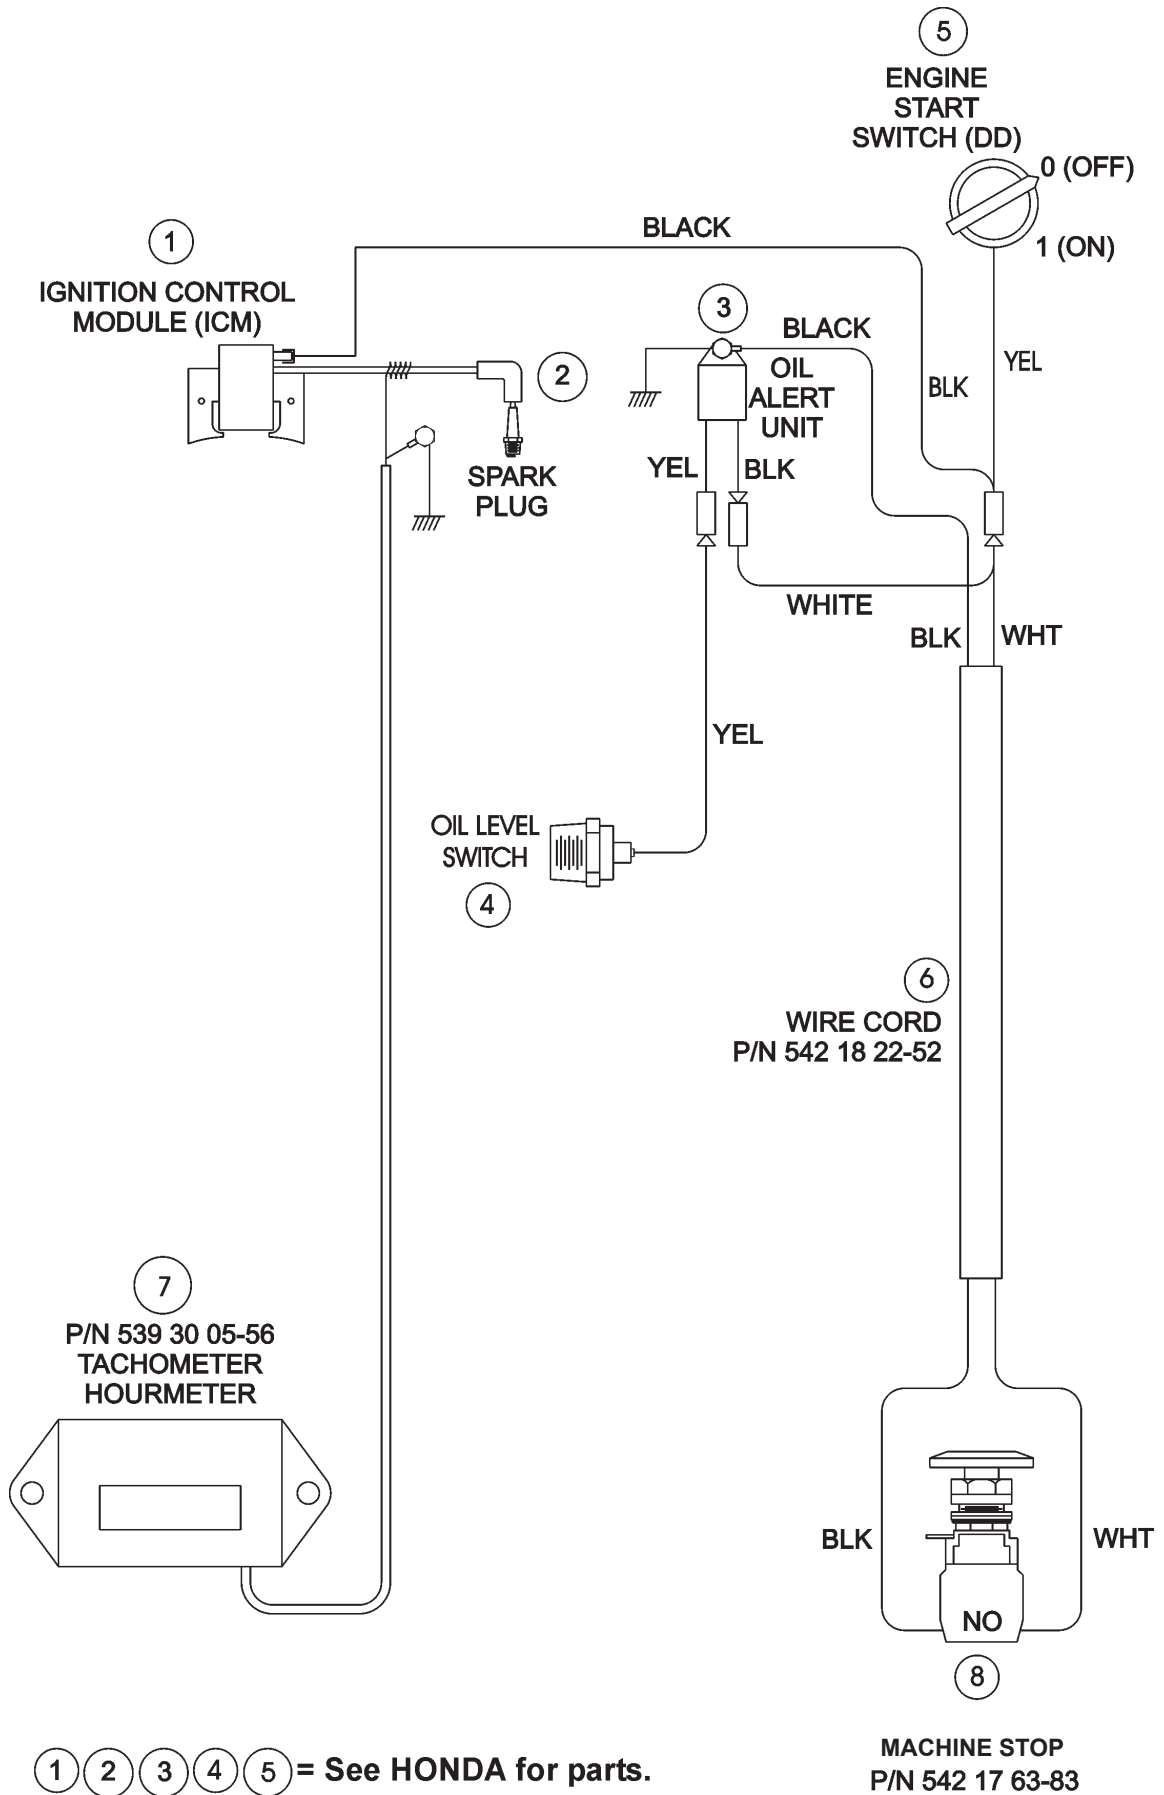 5
ENGINE
START
SWITCH (DD)
0 (OFF)
1 (ON)
1
IGNITION CONTROL
MODULE (ICM)
BLACK
3
BLACK
OIL
ALERT
UNIT
YEL
BLK
2
SPARK
PLUG
YEL
BLK
WHITE
BLK
WHT
YEL
OIL LEVEL
SWITCH
4
6
WIRE CORD
P/N 542 18 22-52
7
P/N 539 30 05-56
TACHOMETER
HOURMETER
BLK
WHT
NO
8
MACHINE STOP
P/N 542 17 63-83
1 2 3 4 5 = See HONDA for parts.